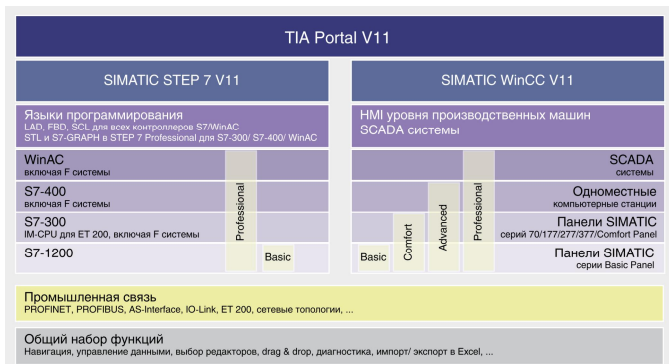 TIA Portal V11
SIMATIC STEP 7 V11
Языки программирования
LAD, FBD, SCL для всех контроллеров S7/WinAC
STL и S7-GRAPH в STEP 7 Professional для S7-300/ S7-400/ WinAC
WinAC
включая F системы
S7-400
включая F системы
S7-300
IM-CPU для ET 200, включая F системы
S7-1200
Professional
Basic
SIMATIC WinCC V11
HMI уровня производственных машин
SCADA системы
SCADA
системы
Одноместные
компьютерные станции
Панели SIMATIC
серий 70/177/277/377/Comfort Panel
Панели SIMATIC
серии Basic Panel
Basic
Comfort
Advanced
Professional
Промышленная связь
PROFINET, PROFIBUS, AS-Interface, IO-Link, ET 200, сетевые топологии, ...
Общий набор функций
Навигация, управление данными, выбор редакторов, drag & drop, диагностика, импорт/ экспорт в Excel, ...